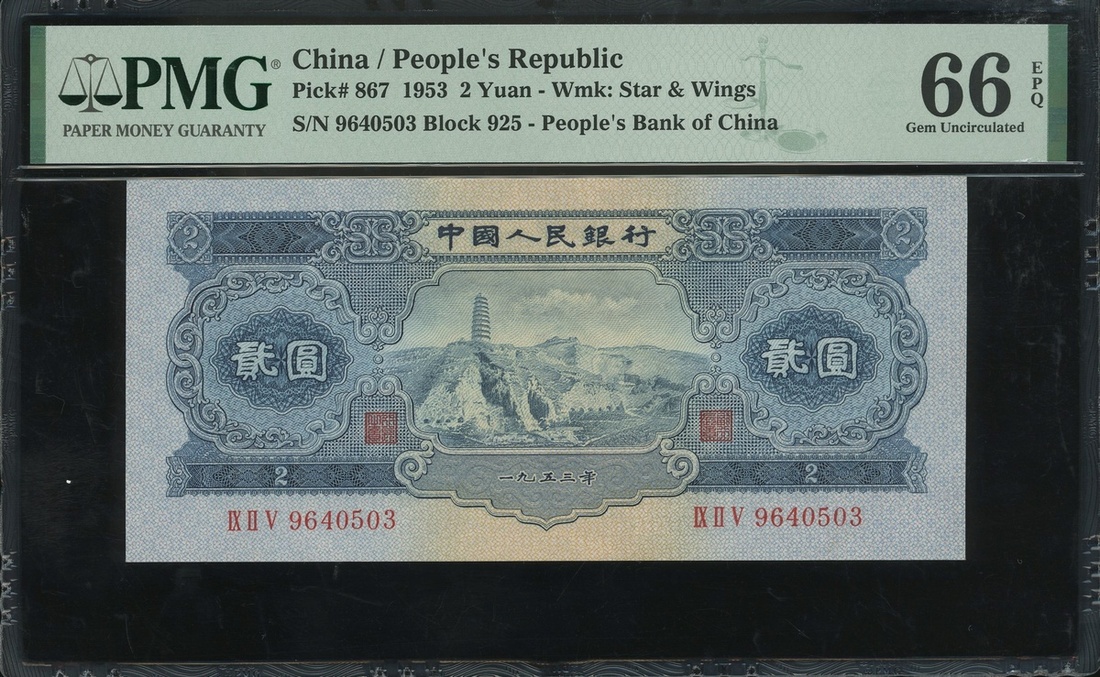 PMG®
PAPER MONEY GUARANTY
China / People's Republic
Pick# 867 1953 2 Yuan - Wmk: Star & Wings
S/N 9640503 Block 925 - People's Bank of China
66
EPQ
Gem Uncirculated
2
中國人民銀行
2
貳圓
貳圓
2
一九五三年
2
IX II V 9640503
IX II V 9640503